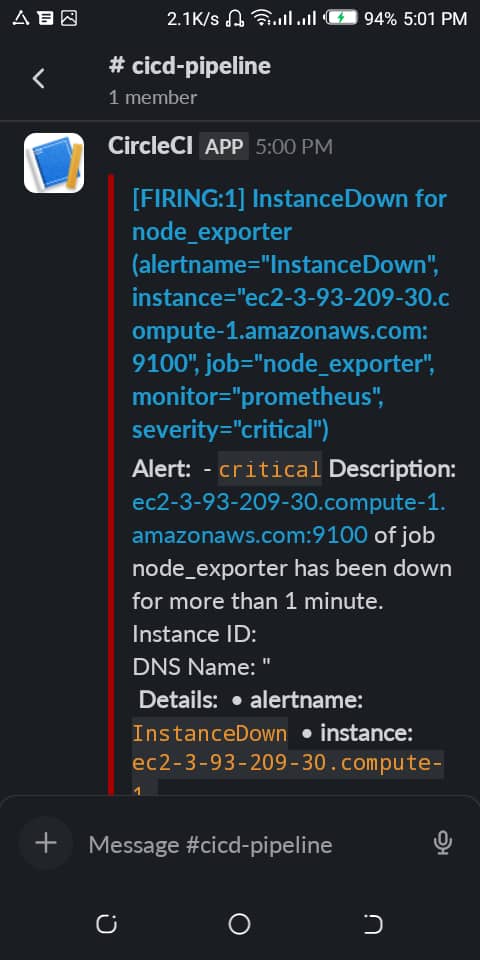 2.1K/s 94% 5:01 PM
# cicd-pipeline
1 member
CircleCI APP 5:00 PM
[FIRING:1] InstanceDown for
node_exporter
(alertname="InstanceDown",
instance="ec2-3-93-209-30.c
ompute-1.amazonaws.com:
9100", job="node_exporter",
monitor="prometheus",
severity="critical")
Alert: - critical Description:
ec2-3-93-209-30.compute-1.
amazonaws.com:9100 of job
node_exporter has been down
for more than 1 minute.
Instance ID:
DNS Name: "
Details: • alertname:
InstanceDown • instance:
ec2-3-93-209-30.compute-
1.
Message #cicd-pipeline